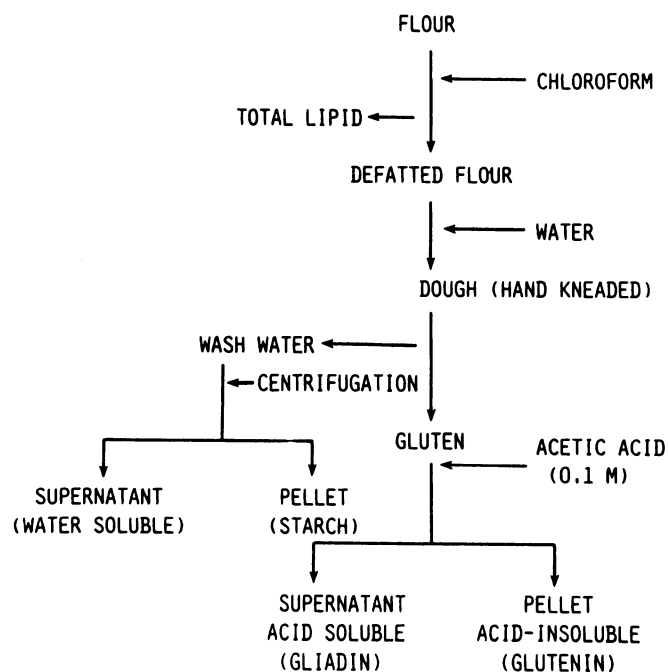 FLOUR
CHLOROFORM
TOTAL LIPID
DEFATTED FLOUR
WATER
DOUGH (HAND KNEADED)
WASH WATER
CENTRIFUGATION
GLUTEN
ACETIC ACID
(0.1 M)
SUPERNATANT
(WATER SOLUBLE)
PELLET
(STARCH)
SUPERNATANT
ACID SOLUBLE
(GLIADIN)
PELLET
ACID-INSOLUBLE
(GLUTENIN)